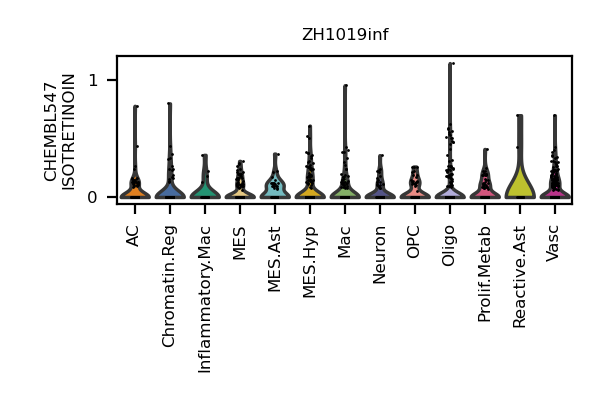 ZH1019inf
CHEMBL547
ISOTRETINOIN
1
0
AC
Chromatin.Reg
Inflammatory.Mac
MES
MES.Ast
MES.Hyp
Mac
Neuron
OPC
Oligo
Prolif.Metab
Reactive.Ast
Vasc